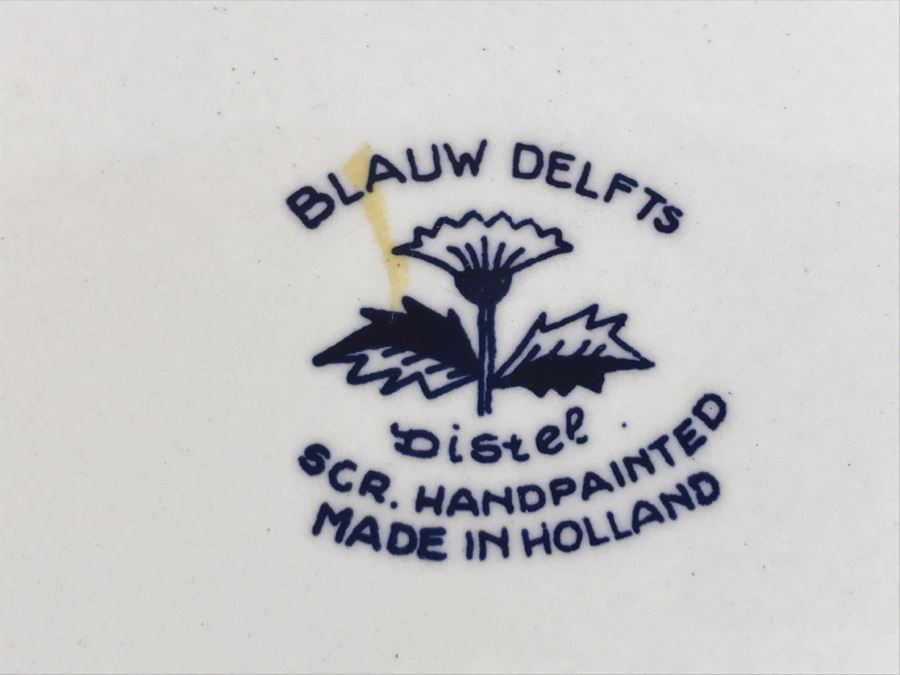 BLAUW DELFTS
Distel.
SCR. HANDPAINTED
MADE IN HOLLAND